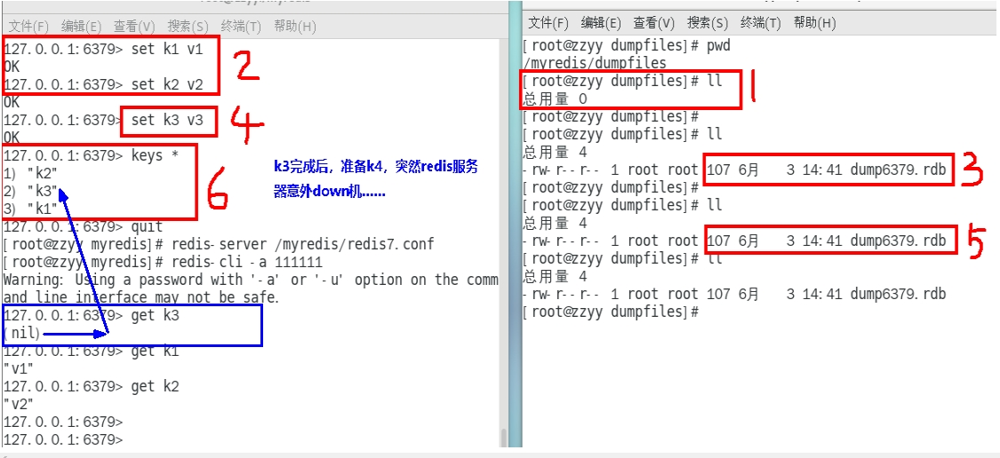 文件(F) 编辑(E) 查看(V) 搜索(S) 终端(T) 帮助(H)
127.0.0.1:6379> set k1 v1
OK
127.0.0.1:6379> set k2 v2
OK
2
127.0.0.1:6379> set k3 v3
OK
4
127.0.0.1:6379> keys *
1) "k2"
2) "k3"
3) "k1"
6
k3完成后，准备k4，突然redis服务
器意外down机......
127.0.0.1:6379> quit
[root@zzyy myredis]# redis-server /myredis/redis7.conf
[root@zzyy myredis]# redis-cli -a 111111
Warning: Using a password with '-a' or '-u' option on the comm
and line interface may not be safe.
127.0.0.1:6379> get k3
(nil)
127.0.0.1:6379> get k1
"v1"
127.0.0.1:6379> get k2
"v2"
127.0.0.1:6379>
127.0.0.1:6379>
文件(F) 编辑(E) 查看(V) 搜索(S) 终端(T) 帮助(H)
[root@zzyy dumpfiles]# pwd
/myredis/dumpfiles
[root@zzyy dumpfiles]# ll
总用量 0
1
[root@zzyy dumpfiles]#
[root@zzyy dumpfiles]# ll
总用量 4
-rw-r--r-- 1 root root 107 6月 3 14:41 dump6379.rdb
3
[root@zzyy dumpfiles]#
[root@zzyy dumpfiles]# ll
总用量 4
-rw-r--r-- 1 root root 107 6月 3 14:41 dump6379.rdb
5
[root@zzyy dumpfiles]# ll
总用量 4
-rw-r--r-- 1 root root 107 6月 3 14:41 dump6379.rdb
[root@zzyy dumpfiles]#